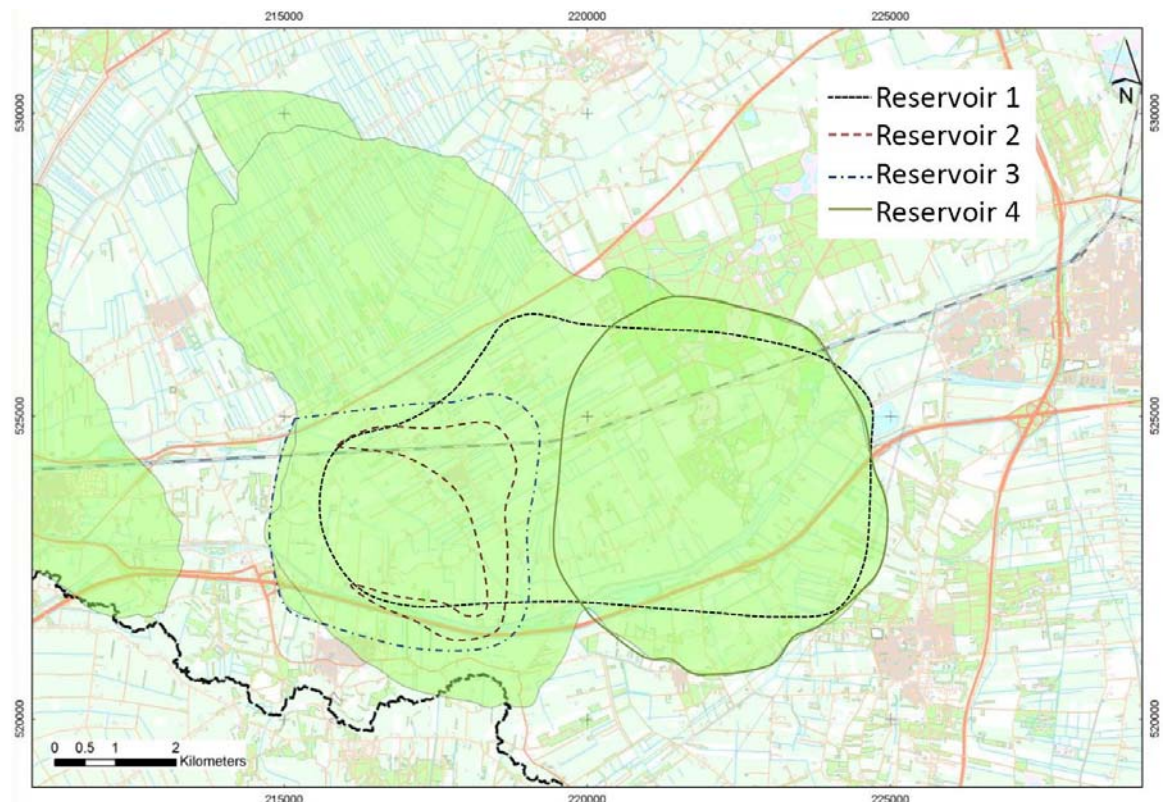 215000 220000 225000
530000 530000
Reservoir 1
Reservoir 2
Reservoir 3
Reservoir 4
N
525000 525000
520000 520000
0 0.5 1 2
Kilometers
215000 220000 225000